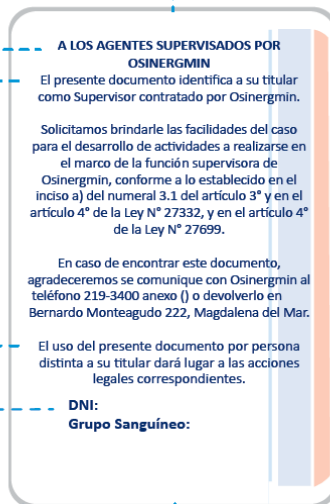 A LOS AGENTES SUPERVISADOS POR
OSINERGMIN
El presente documento identifica a su titular
como Supervisor contratado por Osinergmin.
Solicitamos brindarle las facilidades del caso
para el desarrollo de actividades a realizarse en
el marco de la función supervisora de
Osinergmin, conforme a lo establecido en el
inciso a) del numeral 3.1 del artículo 3° y en el
artículo 4° de la Ley N° 27332, y en el artículo 4°
de la Ley N° 27699.
En caso de encontrar este documento,
agradeceremos se comunique con Osinergmin al
teléfono 219-3400 anexo () o devolverlo en
Bernardo Monteagudo 222, Magdalena del Mar.
El uso del presente documento por persona
distinta a su titular dará lugar a las acciones
legales correspondientes.
DNI:
Grupo Sanguíneo: